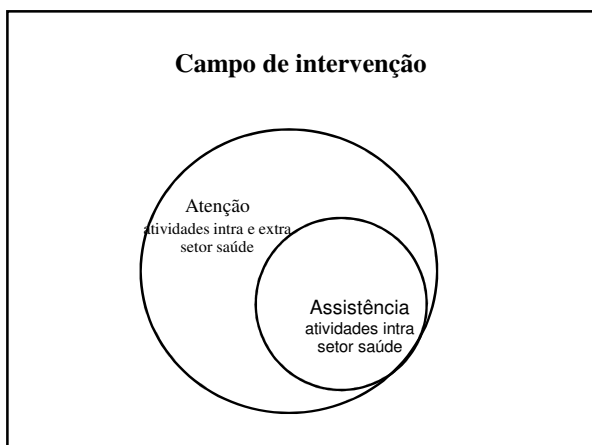 Campo de intervenção
Atenção
atividades intra e extra
setor saúde
Assistência
atividades intra
setor saúde